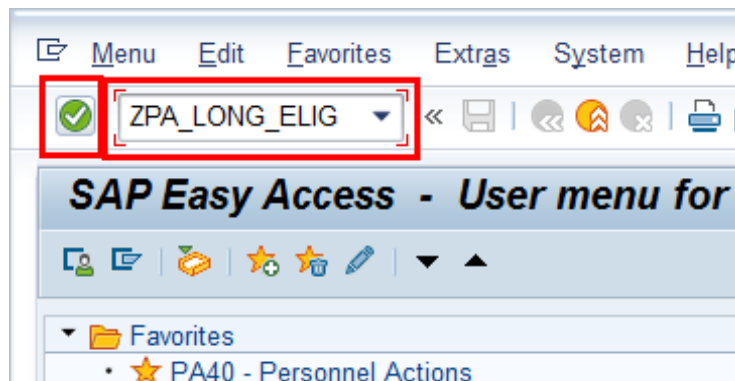 Menu Edit Favorites Extras System Help
ZPA_LONG_ELIG
SAP Easy Access - User menu for
Favorites
PA40 - Personnel Actions